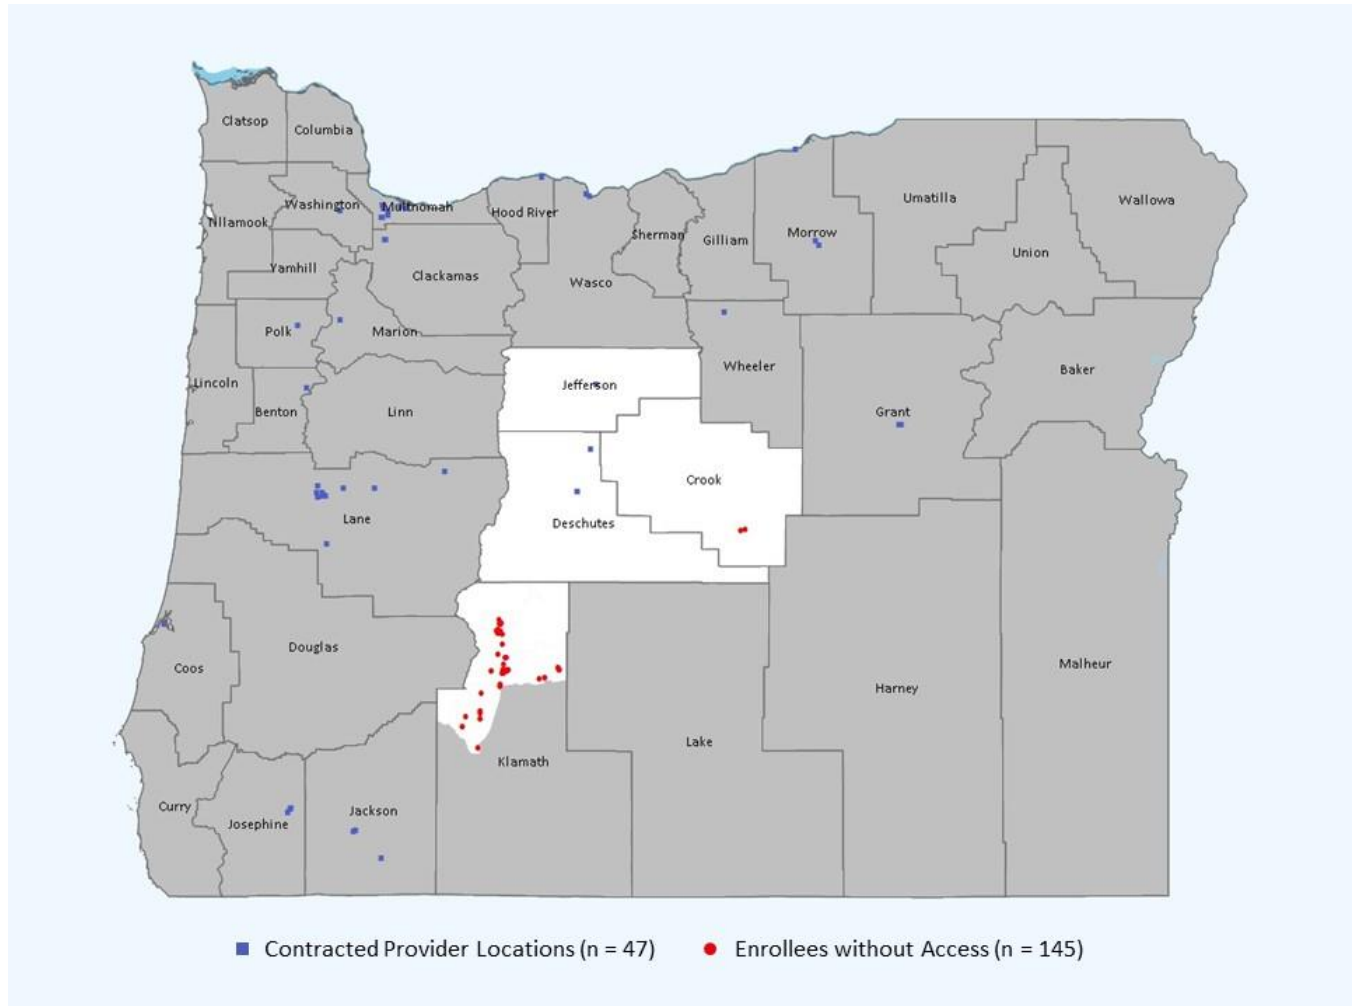 Clatsop
Columbia
Washington
Multnomah
Hood River
Tillamook
Yamhill
Clackamas
Wasco
Sherman
Gilliam
Morrow
Umatilla
Union
Wallowa
Polk
Marion
Lincoln
Benton
Linn
Jefferson
Wheeler
Grant
Baker
Crook
Deschutes
Lane
Douglas
Coos
Curry
Josephine
Jackson
Klamath
Lake
Harney
Malheur
Contracted Provider Locations (n = 47)
Enrollees without Access (n = 145)